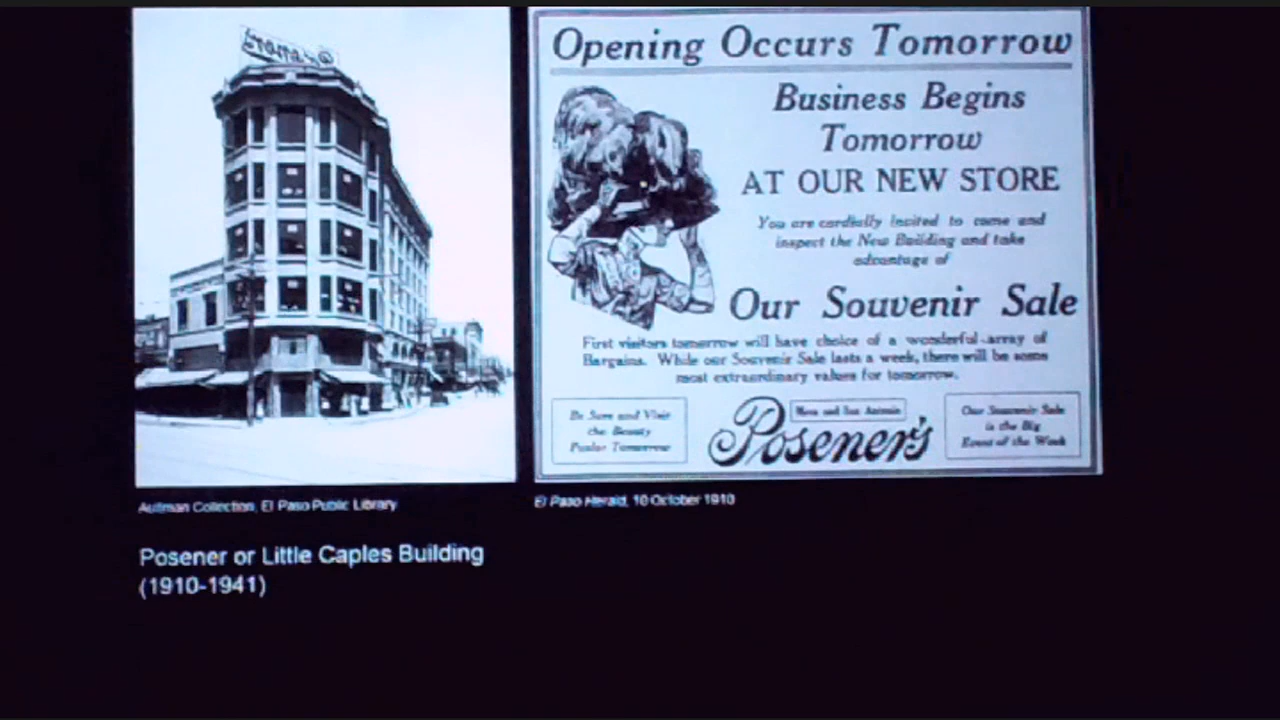 Opening Occurs Tomorrow
Business Begins
Tomorrow
AT OUR NEW STORE
You are cordially invited to come and
inspect the New Building and take
advantage of
Our Souvenir Sale
First visitors tomorrow will have choice of a wonderful array of
Bargains. While our Souvenir Sale lasts a week, there will be some
most extraordinary values for tomorrow.
Be Sure and Visit
the Beauty
Parlor Tomorrow
Mesa and San Antonio
Posener's
Our Souvenir Sale
is the Big
Event of the Week
Aultman Collection, El Paso Public Library
El Paso Herald, 10 October 1910
Posener or Little Caples Building
(1910-1941)